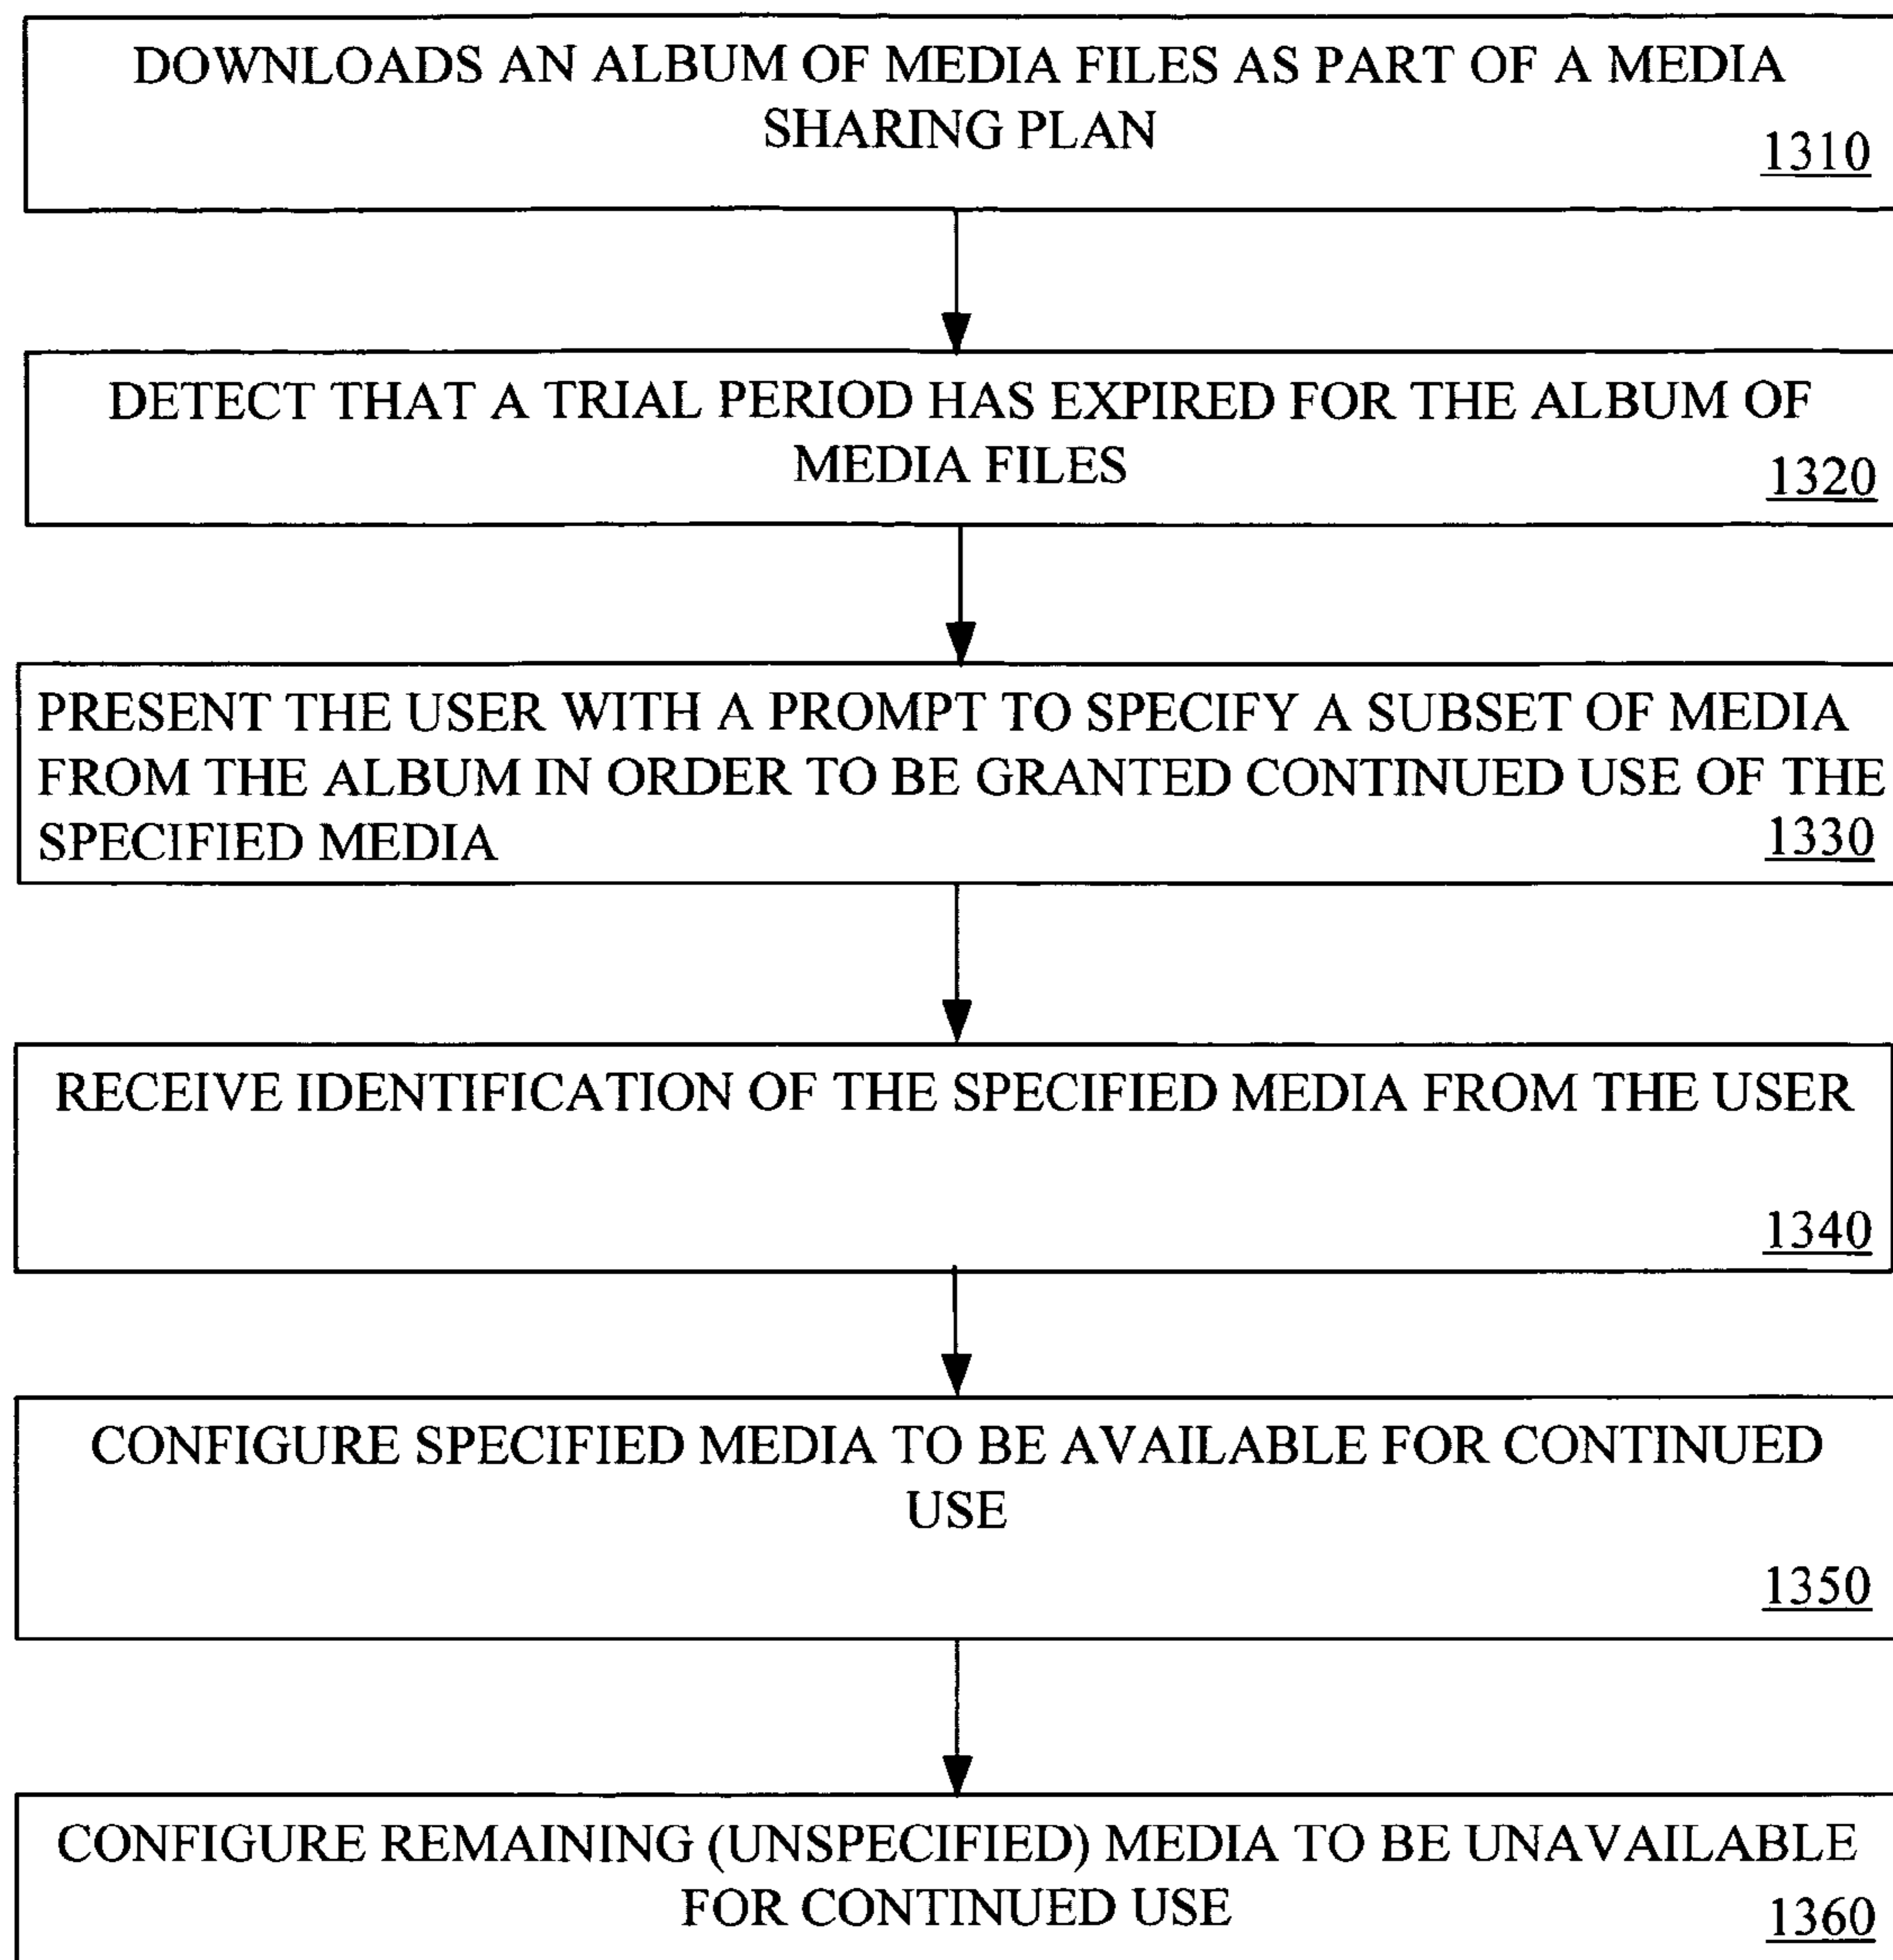 DOWNLOADS AN ALBUM OF MEDIA FILES AS PART OF A MEDIA
SHARING PLAN
1310
DETECT THAT A TRIAL PERIOD HAS EXPIRED FOR THE ALBUM OF
MEDIA FILES
1320
PRESENT THE USER WITH A PROMPT TO SPECIFY A SUBSET OF MEDIA
FROM THE ALBUM IN ORDER TO BE GRANTED CONTINUED USE OF THE
SPECIFIED MEDIA
1330
RECEIVE IDENTIFICATION OF THE SPECIFIED MEDIA FROM THE USER
1340
CONFIGURE SPECIFIED MEDIA TO BE AVAILABLE FOR CONTINUED
USE
1350
CONFIGURE REMAINING (UNSPECIFIED) MEDIA TO BE UNAVAILABLE
FOR CONTINUED USE
1360